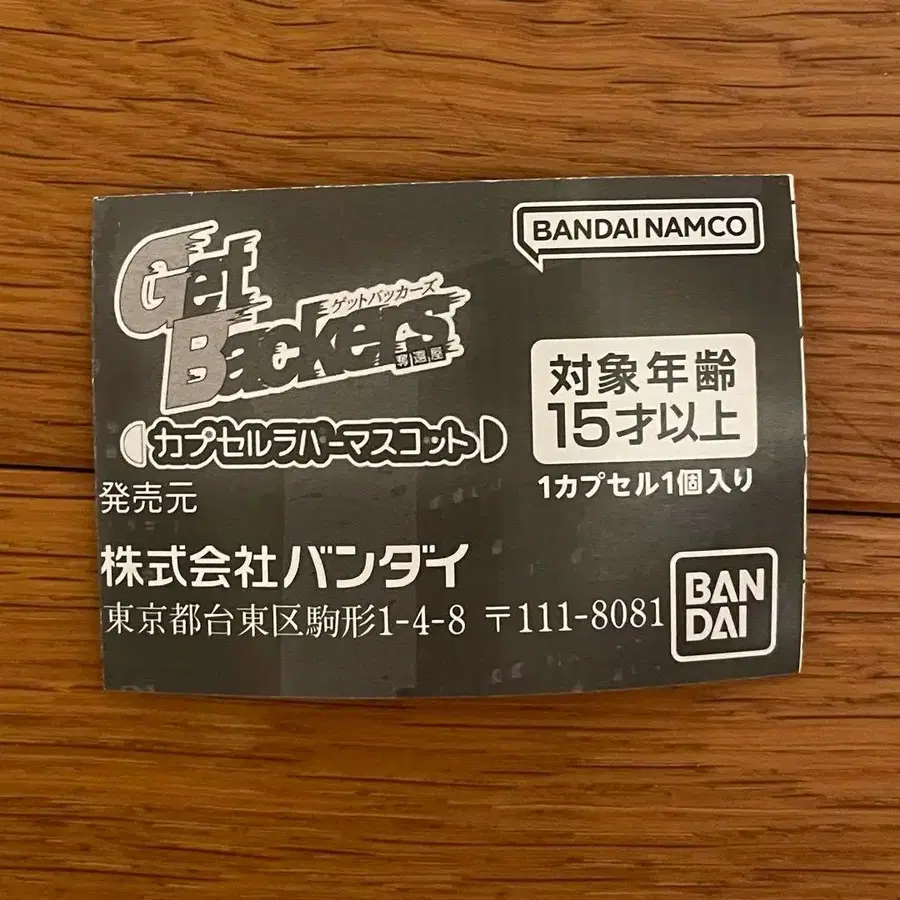 Get
Backers
ゲットバッカーズ
奪還屋
カプセルラバーマスコット
BANDAI NAMCO
対象年齢
15才以上
1カプセル1個入り
発売元
株式会社バンダイ
東京都台東区駒形1-4-8 〒111-8081
BAN
DAI